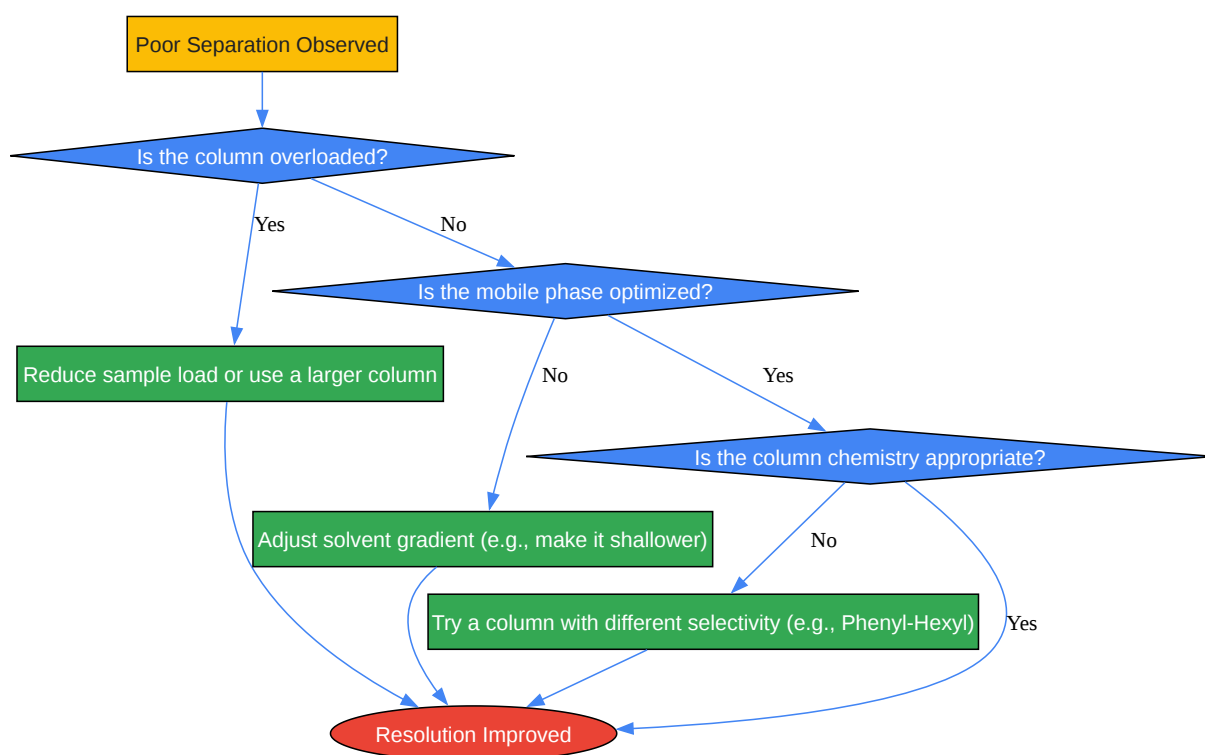 Poor Separation Observed
Is the column overloaded?
Yes
No
Is the mobile phase optimized?
Reduce sample load or use a larger column
No
Yes
Is the column chemistry appropriate?
Adjust solvent gradient (e.g., make it shallower)
No
Try a column with different selectivity (e.g., Phenyl-Hexyl)
Yes
Resolution Improved